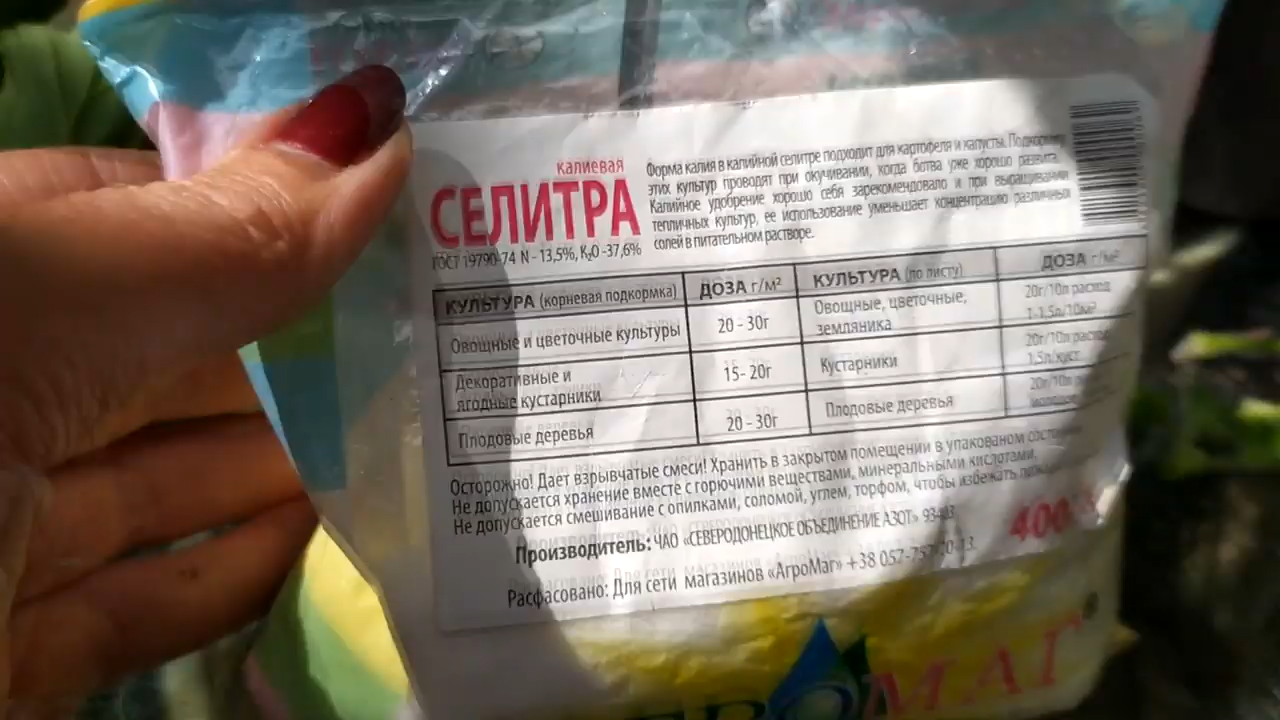 калиевая
СЕЛИТРА
ГОСТ 19790-74 N - 13,5%, K₂O -37,6%
Форма калия в калийной селитре подходит для картофеля и капусты. Подкормку
этих культур проводят при окучивании, когда ботва уже хорошо развита.
Калийное удобрение хорошо себя зарекомендовало и при выращивании
тепличных культур, ее использование уменьшает концентрацию различных
солей в питательном растворе.
КУЛЬТУРА (корневая подкормка) ДОЗА г/м² КУЛЬТУРА (по листу) ДОЗА г/м²
Овощные и цветочные культуры 20 - 30г Овощные, цветочные, 20г/10л расход
земляника 1-1,5л/10м²
Декоративные и 15- 20г Кустарники 20г/10л расход
ягодные кустарники 1,5л/куст
Плодовые деревья 20 - 30г Плодовые деревья 20г/10л
Осторожно! Дает взрывчатые смеси! Хранить в закрытом помещении в упакованом
Не допускается хранение вместе с горючими веществами, минеральными кислотами.
Не допускается смешивание с опилками, соломой, углем, торфом, чтобы избежать
Производитель: ЧАО «СЕВЕРОДОНЕЦКОЕ ОБЪЕДИНЕНИЕ АЗОТ»
400
Расфасовано: Для сети магазинов «АгроМаг» +38 057-757-
МАГ